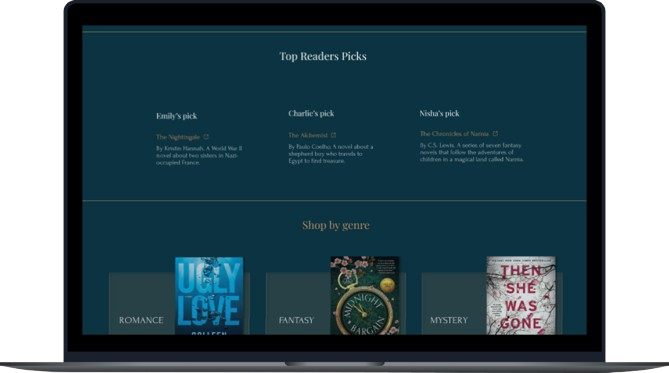 Top Readers Picks
Emily's pick
The Nightingale
By Kristin Hannah. A World War II
novel about two sisters in Nazi
occupied France.
Charlie's pick
The Alchemist
By Paulo Coelho. A novel about a
shepherd boy who travels to
Egypt to find treasure.
Nisha's pick
The Chronicles of Narnia
By C.S. Lewis. A series of seven fantasy
novels that follow the adventures of
children in a magical land called Narnia.
Shop by genre
ROMANCE
UGLY
LOVE
COLLEEN
FANTASY
MIDNIGHT
BARGAIN
MYSTERY
THEN
SHE
WAS
GONE